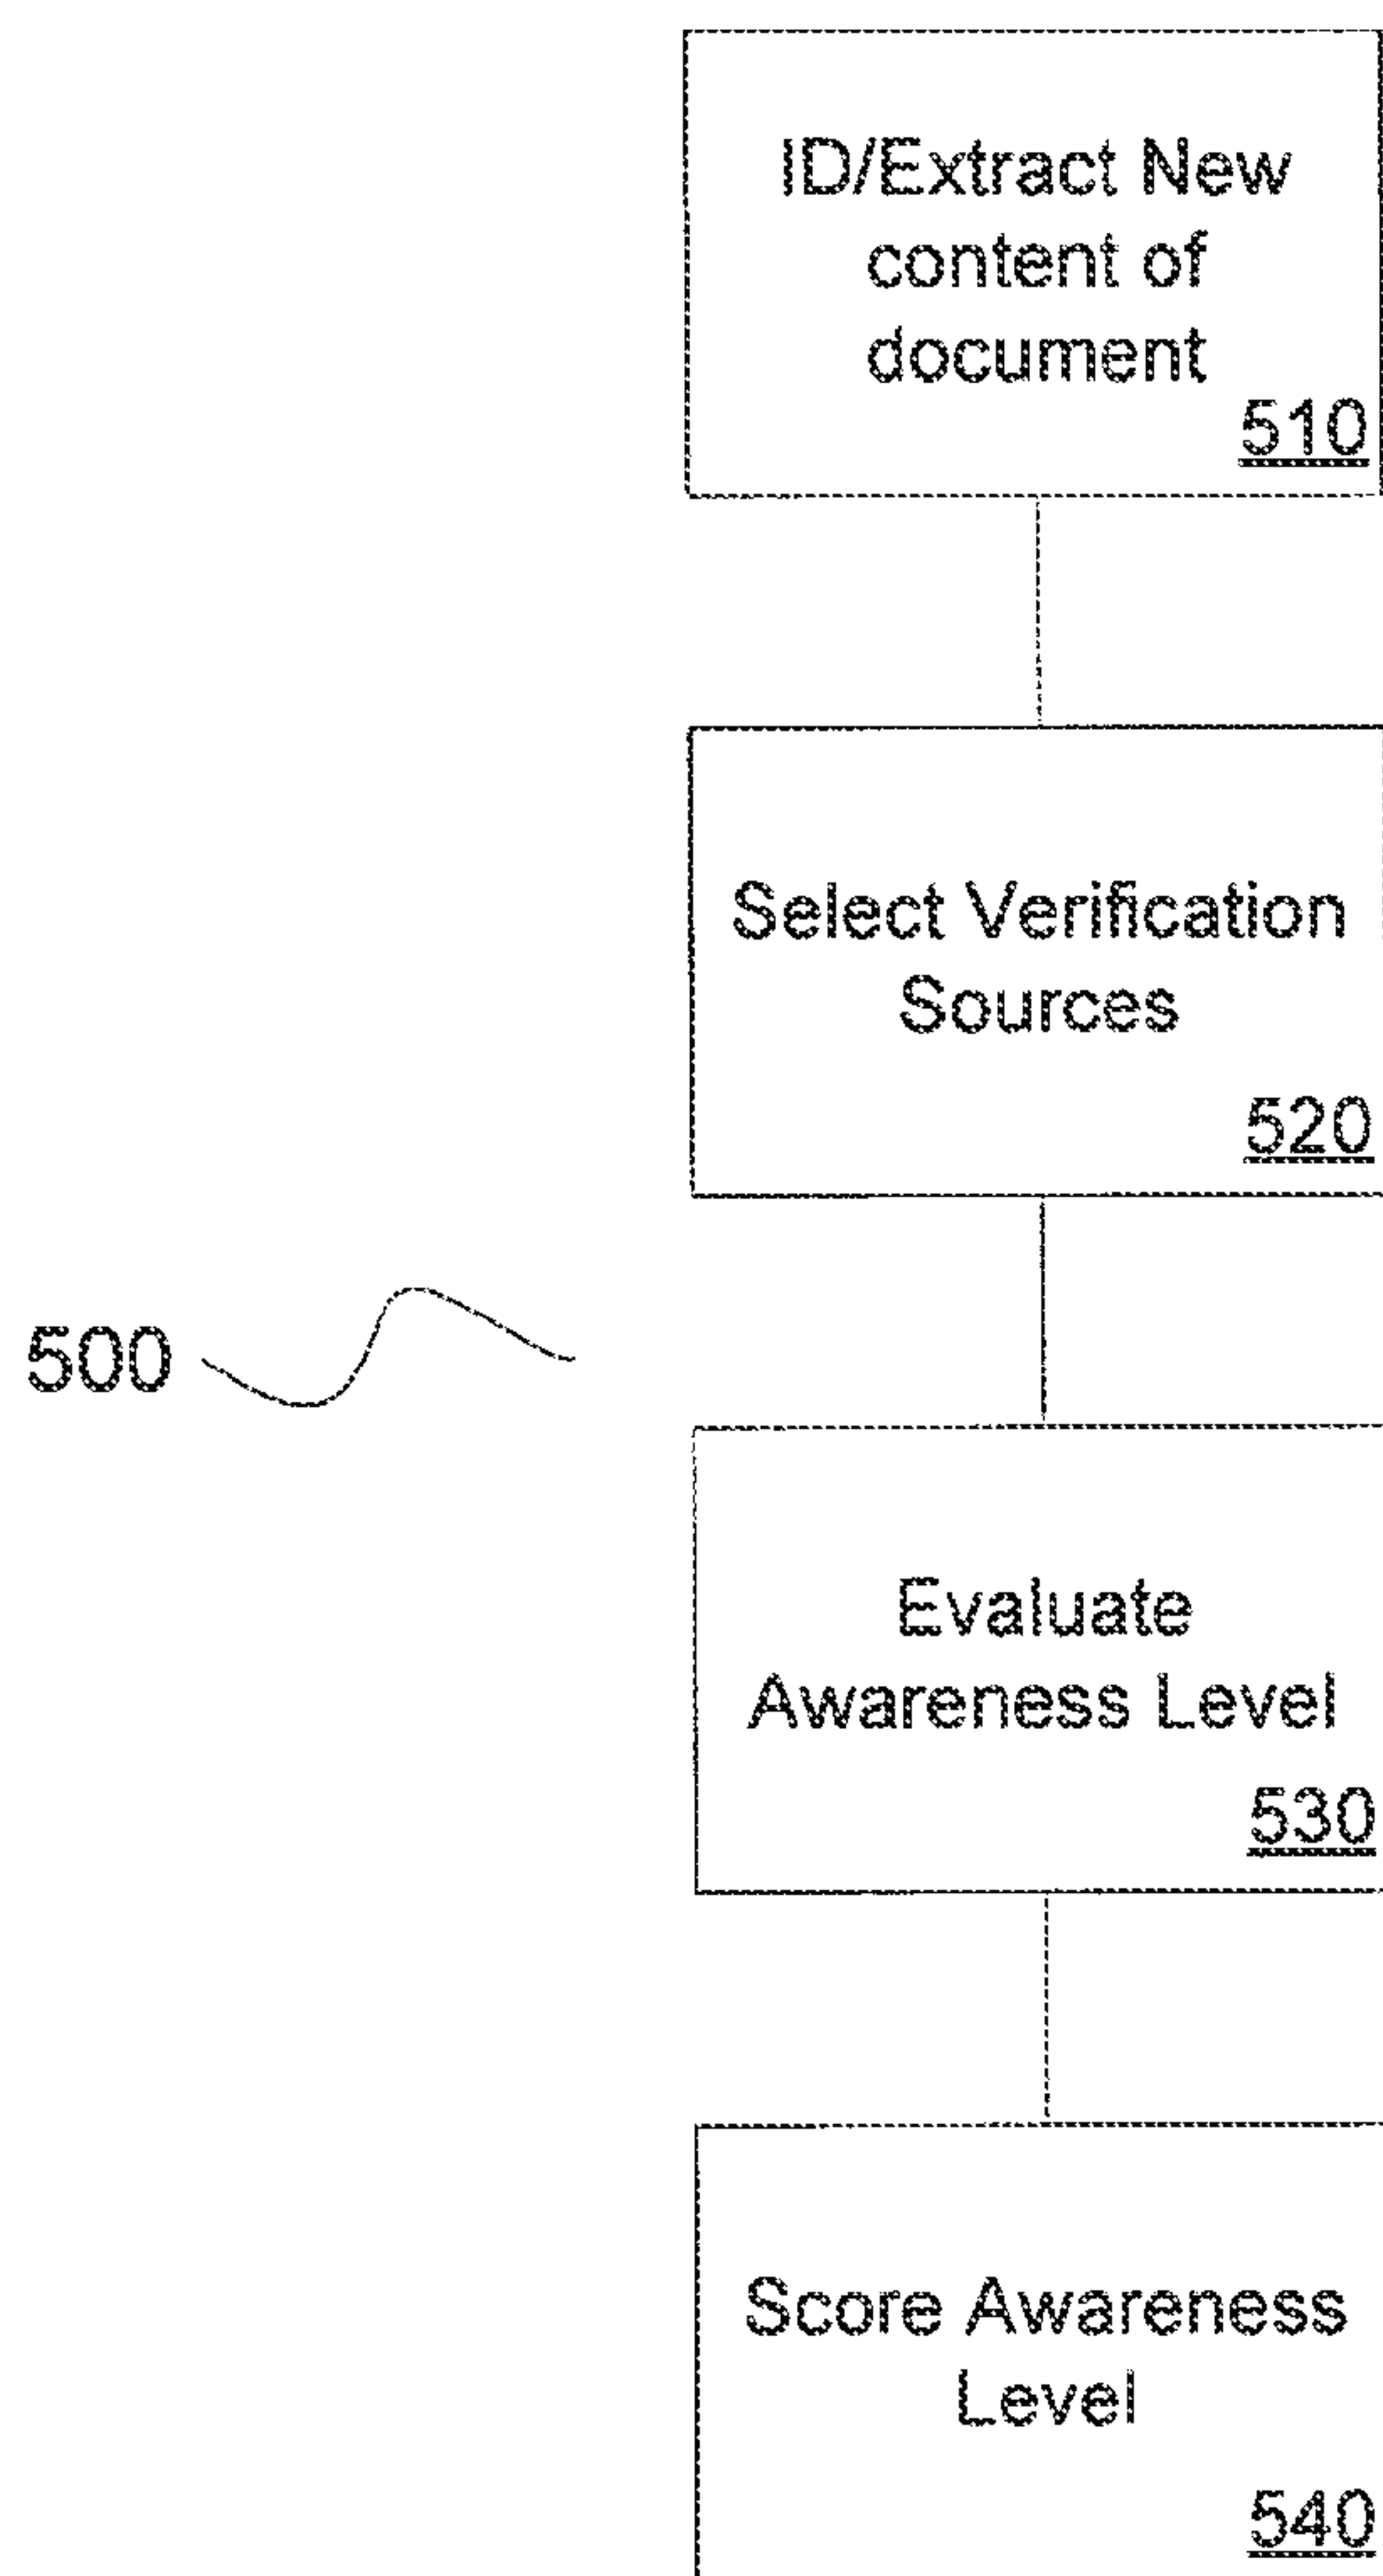 ID/Extract New
content of
document
510
Select Verification
Sources
520
500
Evaluate
Awareness Level
530
Score Awareness
Level
540